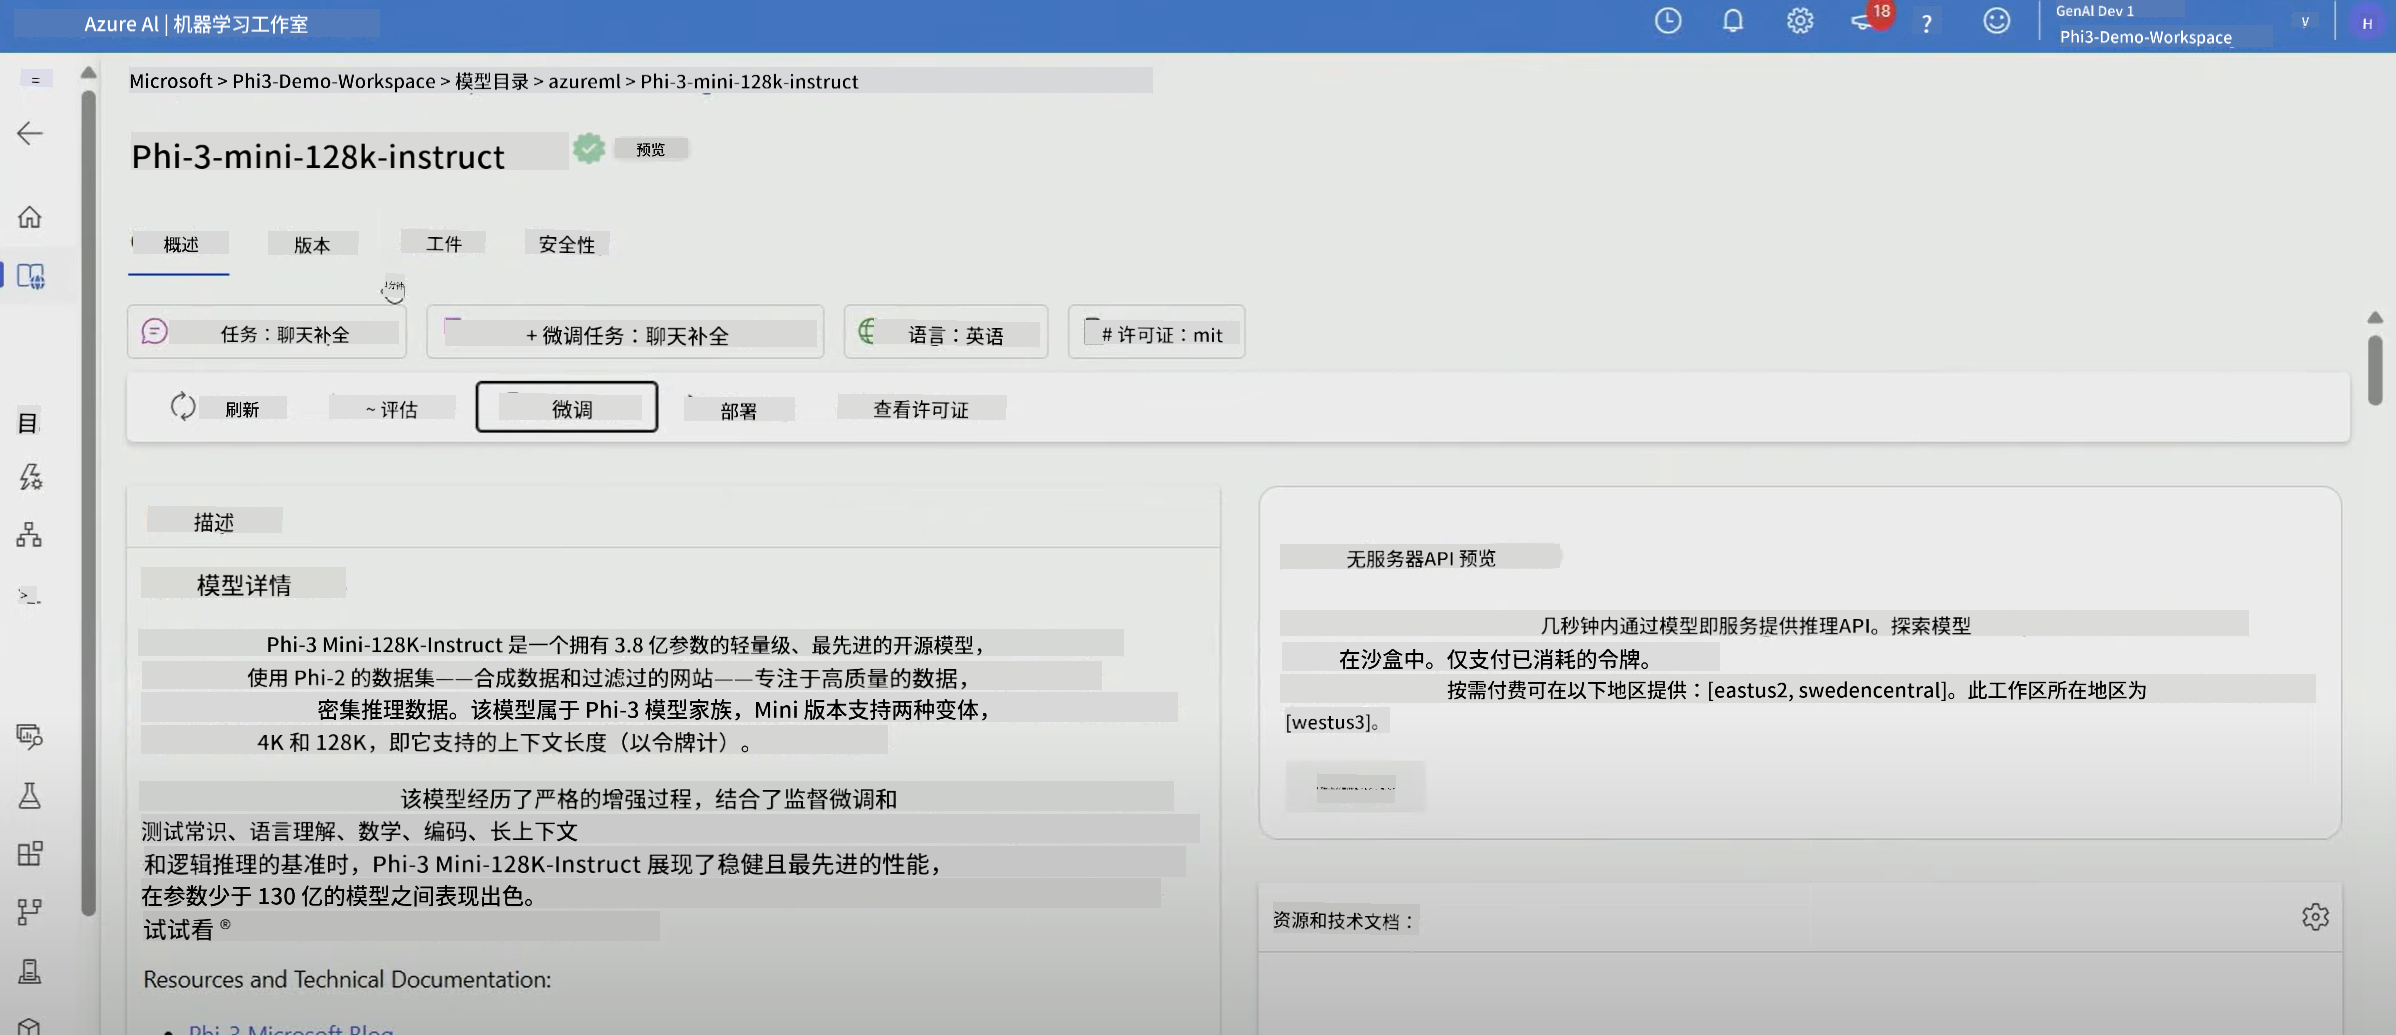 Azure AI | 机器学习工作室
18
?
GenAI Dev 1
Phi3-Demo-Workspace
H
Microsoft > Phi3-Demo-Workspace > 模型目录 > azureml > Phi-3-mini-128k-instruct
Phi-3-mini-128k-instruct
预览
概述 版本 工件 安全性
任务：聊天补全
+ 微调任务：聊天补全
语言：英语
# 许可证：mit
刷新 ~ 评估 微调 部署 查看许可证
描述
模型详情
Phi-3 Mini-128K-Instruct 是一个拥有 3.8 亿参数的轻量级、最先进的开源模型，
使用 Phi-2 的数据集——合成数据和过滤过的网站——专注于高质量的数据，
密集推理数据。该模型属于 Phi-3 模型家族，Mini 版本支持两种变体，
4K 和 128K，即它支持的上下文长度（以令牌计）。
该模型经历了严格的增强过程，结合了监督微调和
测试常识、语言理解、数学、编码、长上下文
和逻辑推理的基准时，Phi-3 Mini-128K-Instruct 展现了稳健且最先进的性能，
在参数少于 130 亿的模型之间表现出色。
试试看 ®
Resources and Technical Documentation:
• Phi-3 Microsoft Blog
无服务器API 预览
几秒钟内通过模型即服务提供推理API。探索模型
在沙盒中。仅支付已消耗的令牌。
按需付费可在以下地区提供：[eastus2, swedencentral]。此工作区所在地区为
[westus3]。
资源和技术文档：